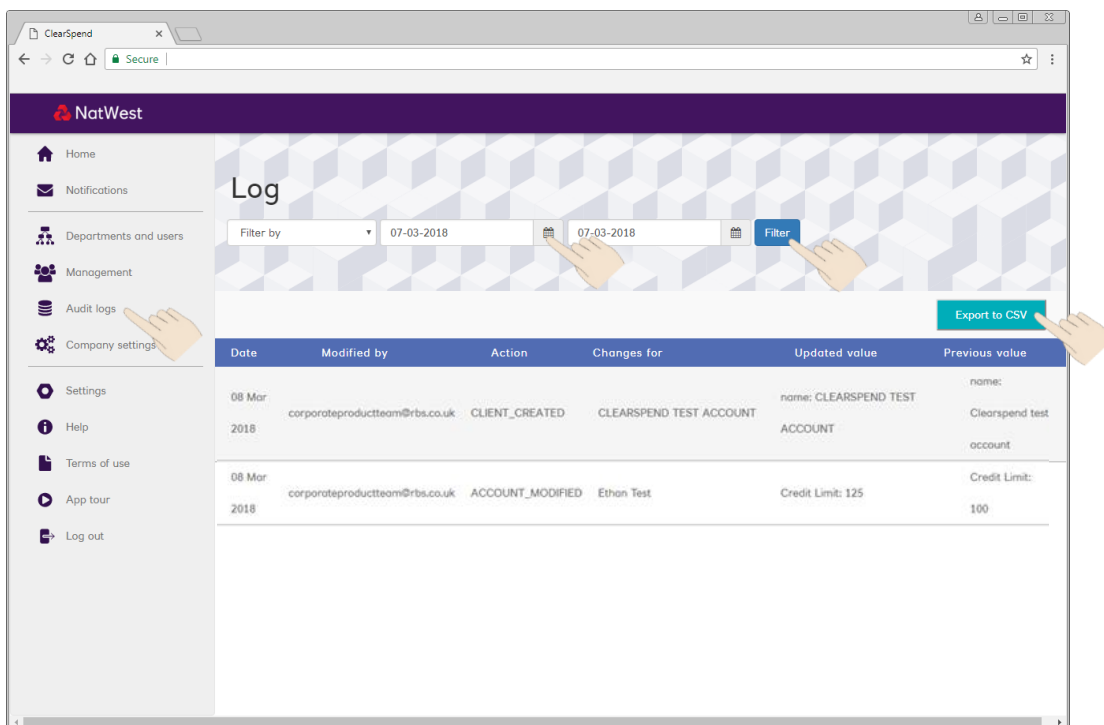 ClearSpend
Secure
NatWest
Home
Notifications
Departments and users
Management
Audit logs
Company settings
Settings
Help
Terms of use
App tour
Log out
Log
Filter by 07-03-2018 07-03-2018 Filter
Export to CSV
Date Modified by Action Changes for Updated value Previous value
08 Mar 2018 corporateproductteam@rbs.co.uk CLIENT_CREATED CLEARSPEND TEST ACCOUNT name: CLEARSPEND TEST ACCOUNT name: Clearspend test account
08 Mar 2018 corporateproductteam@rbs.co.uk ACCOUNT_MODIFIED Ethan Test Credit Limit: 125 Credit Limit: 100